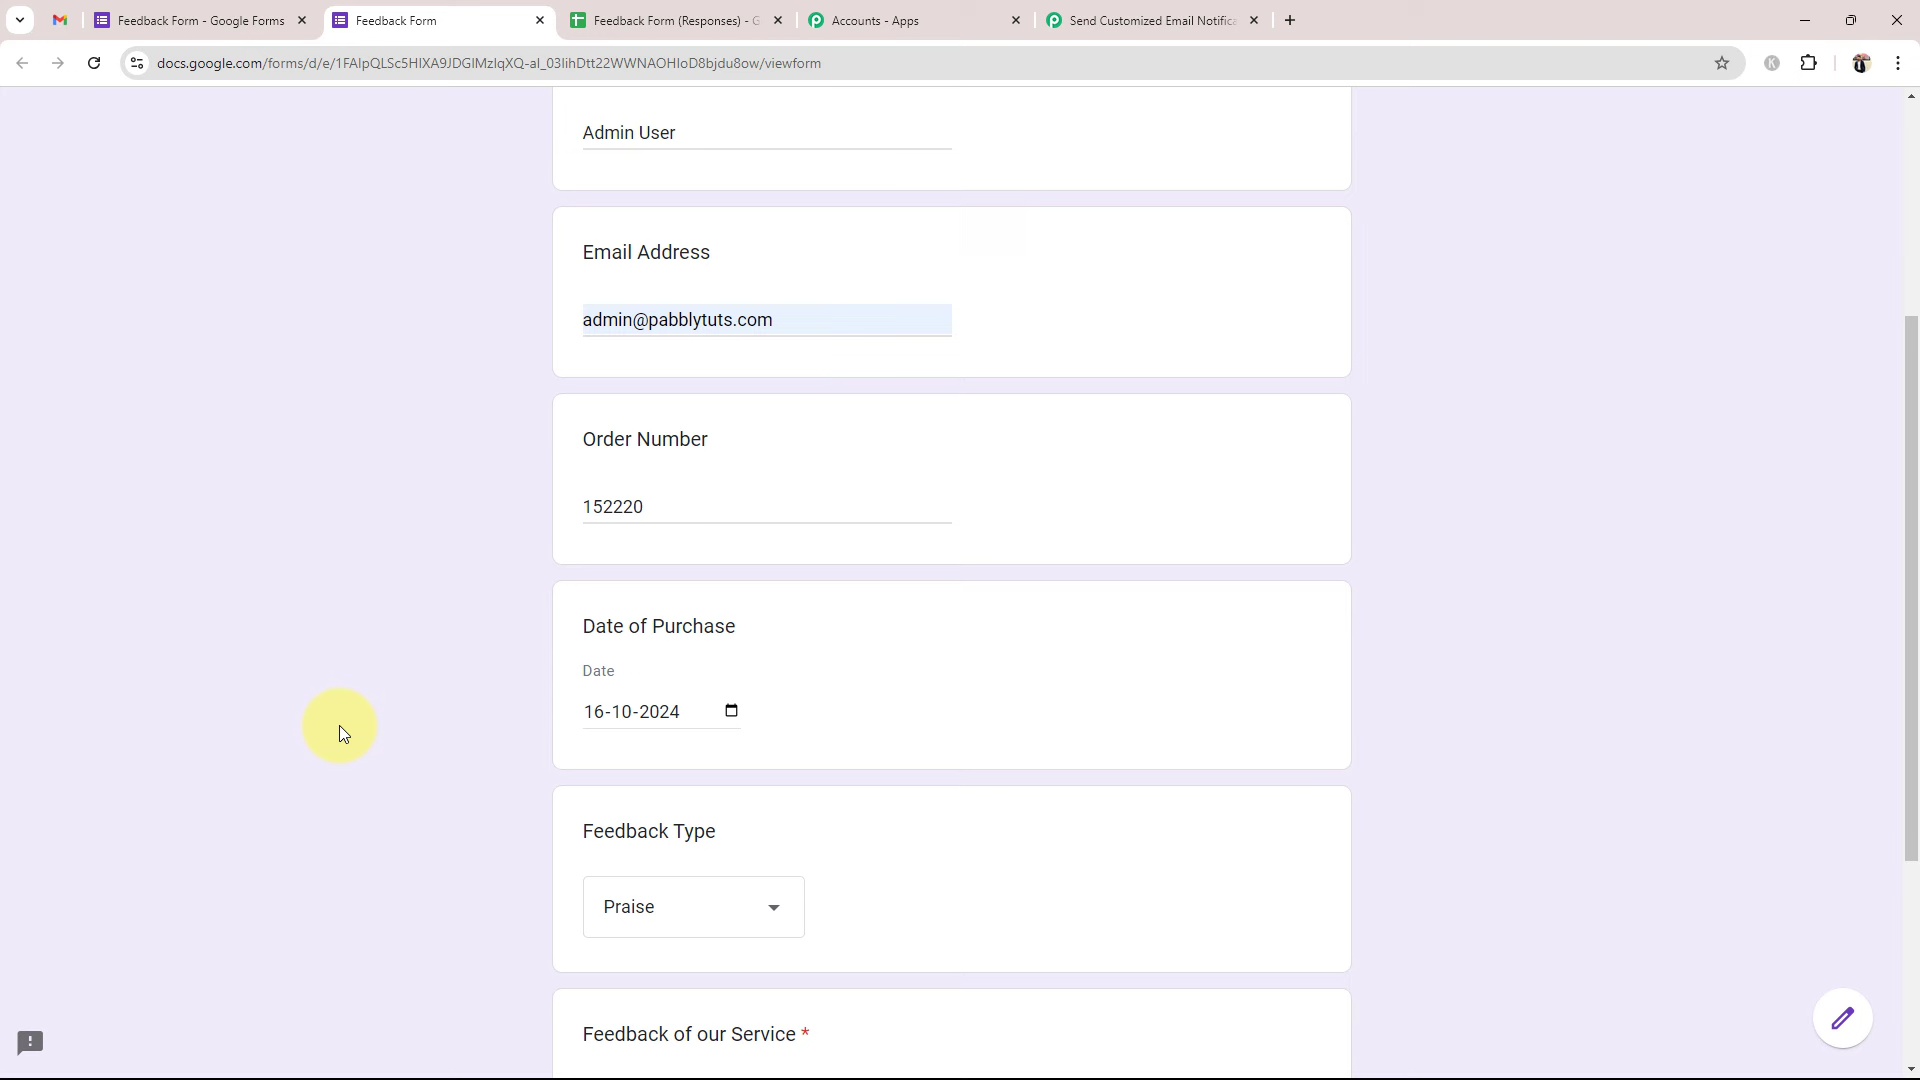 Feedback Form - Google Forms
Feedback Form
Feedback Form (Responses) - G
Accounts - Apps
Send Customized Email Notifica
docs.google.com/forms/d/e/1FAIpQLSc5HIXA9JDGlMzlqXQ-al_03IihDtt22WWNAOHIoD8bjdu8ow/viewform
K
Admin User
Email Address
admin@pabblytuts.com
Order Number
152220
Date of Purchase
Date
16-10-2024
Feedback Type
Praise
Feedback of our Service *